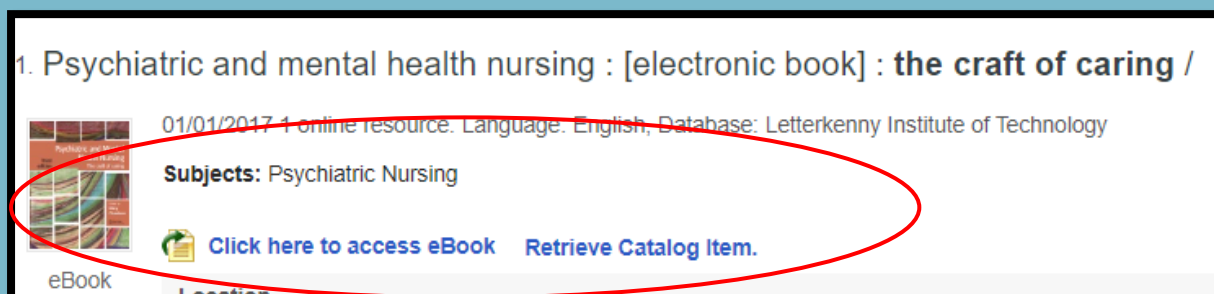 1. Psychiatric and mental health nursing : [electronic book] : the craft of caring /
01/01/2017 1 online resource. Language: English, Database: Letterkenny Institute of Technology
Subjects: Psychiatric Nursing
Click here to access eBook Retrieve Catalog Item.
eBook
Location